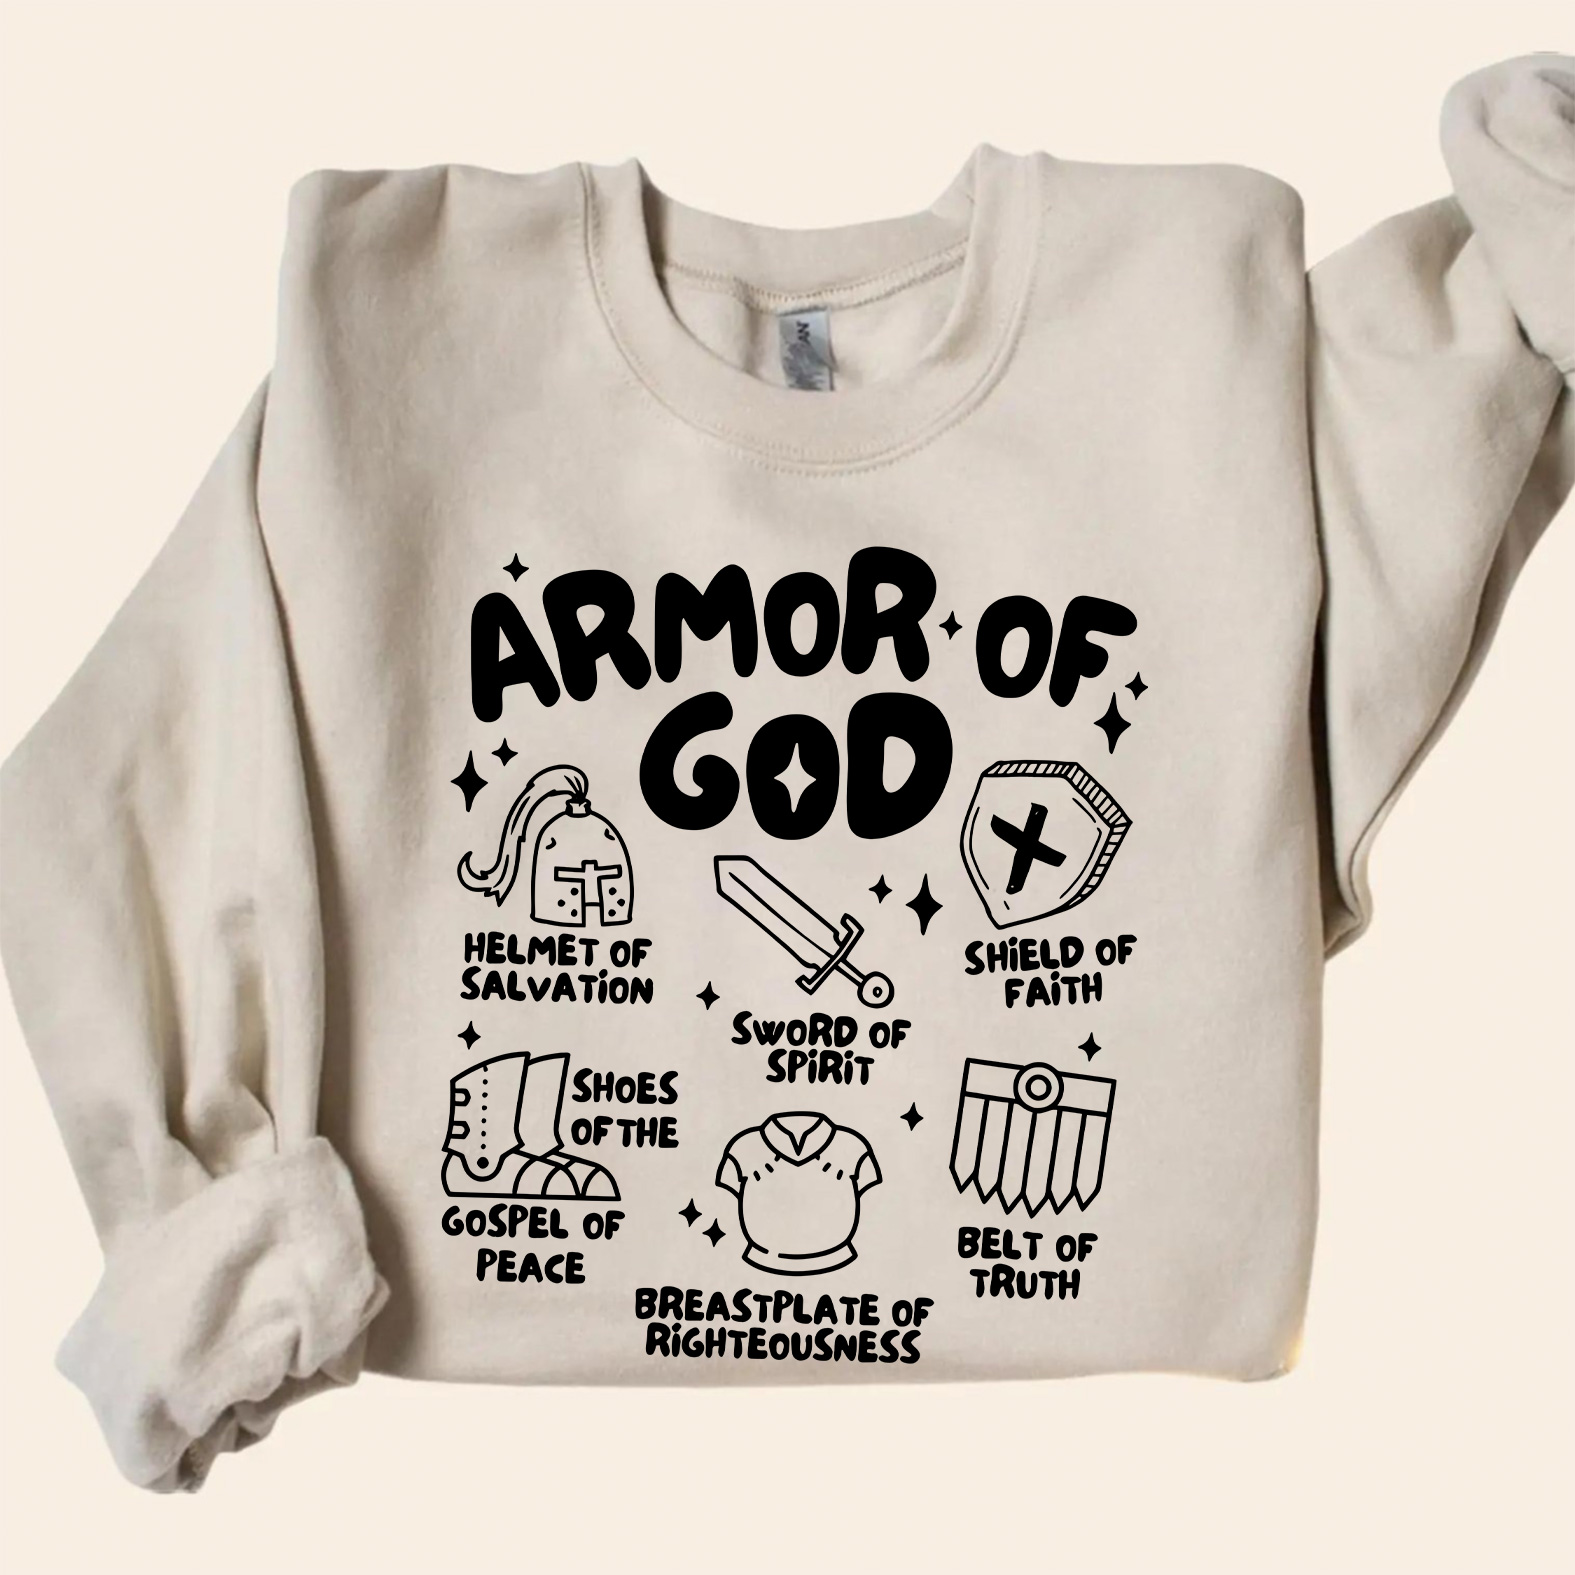 ARMOR OF
GOD
HELMET OF
SALVATiON
SWORD OF
SPiRiT
SHiELD OF
FAiTH
SHOES
OF THE
GOSPEL OF
PEACE
BREASTPLATE OF
RiGHTEOUSNESS
BELT OF
TRUTH